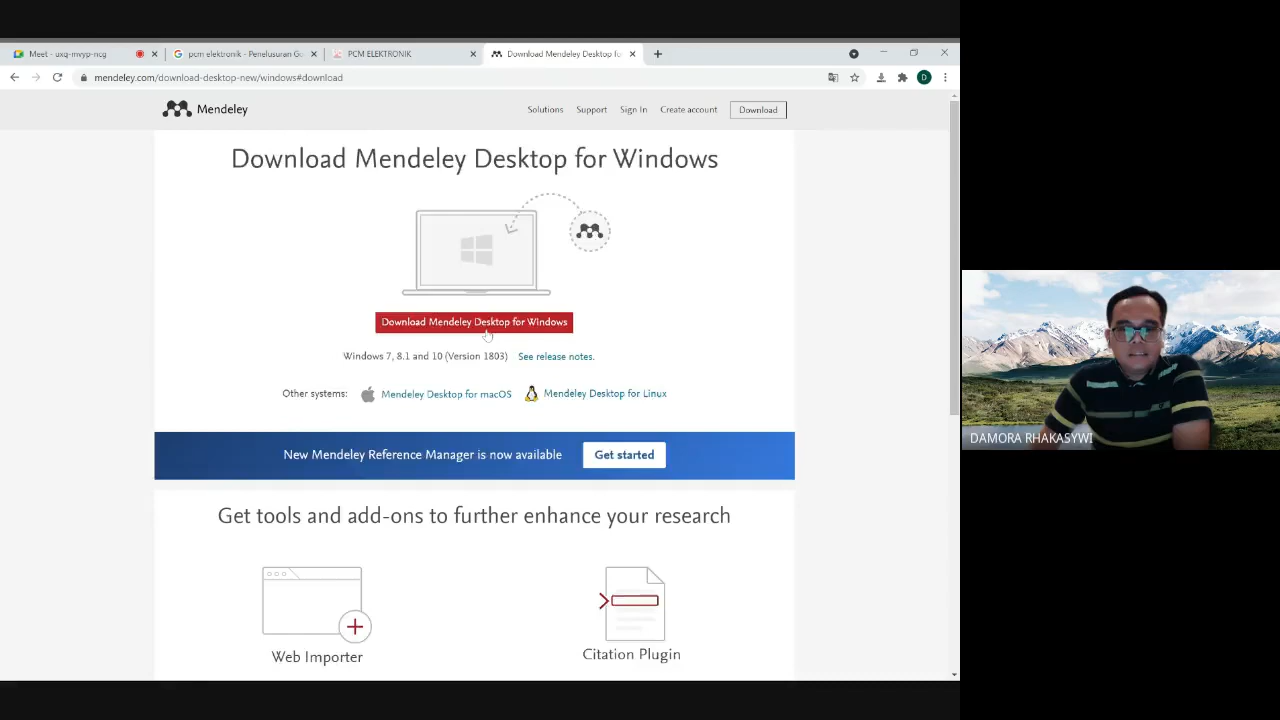 Meet - uxq-mvyp-ncg
pcm elektronik - Penelusuran Go
PCM ELEKTRONIK
Download Mendeley Desktop for
mendeley.com/download-desktop-new/windows#download
D
Mendeley
Solutions
Support
Sign In
Create account
Download
Download Mendeley Desktop for Windows
Download Mendeley Desktop for Windows
Windows 7, 8.1 and 10 (Version 1803)
See release notes.
Other systems:
Mendeley Desktop for macOS
Mendeley Desktop for Linux
New Mendeley Reference Manager is now available
Get started
Get tools and add-ons to further enhance your research
Web Importer
Citation Plugin
DAMORA RHAKASYWI